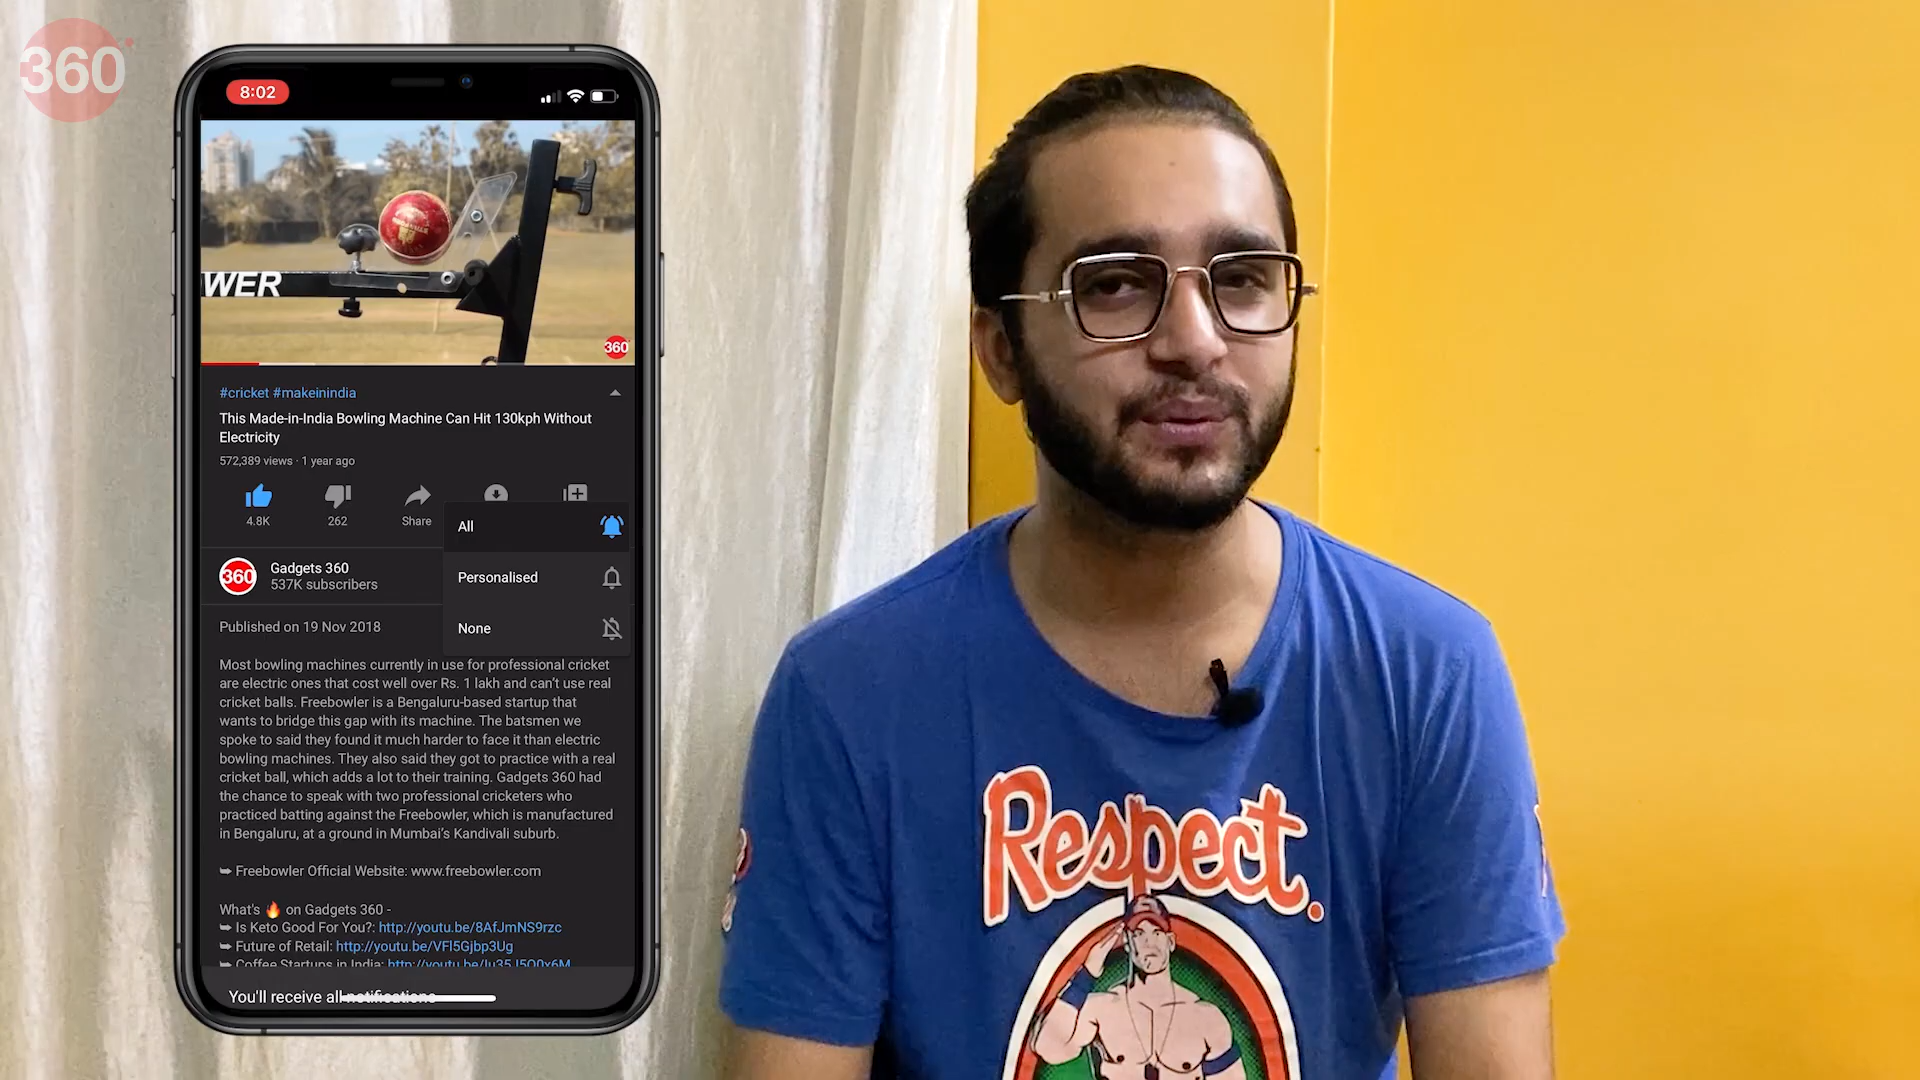 360
8:02
WER
360
#cricket #makeinindia
This Made-in-India Bowling Machine Can Hit 130kph Without
Electricity
572,389 views · 1 year ago
4.8K
262
Share
All
Personalised
None
360
Gadgets 360
537K subscribers
Published on 19 Nov 2018
Most bowling machines currently in use for professional cricket
are electric ones that cost well over Rs. 1 lakh and can't use real
cricket balls. Freebowler is a Bengaluru-based startup that
wants to bridge this gap with its machine. The batsmen we
spoke to said they found it much harder to face it than electric
bowling machines. They also said they got to practice with a real
cricket ball, which adds a lot to their training. Gadgets 360 had
the chance to speak with two professional cricketers who
practiced batting against the Freebowler, which is manufactured
in Bengaluru, at a ground in Mumbai's Kandivali suburb.
➥ Freebowler Official Website: www.freebowler.com
What's 🔥 on Gadgets 360 -
➥ Is Keto Good For You?: http://youtu.be/8AfJmNS9rzc
➥ Future of Retail: http://youtu.be/VFl5Gjbp3Ug
➥ Coffee Startups in India:
You'll receive all notifications
Respect.